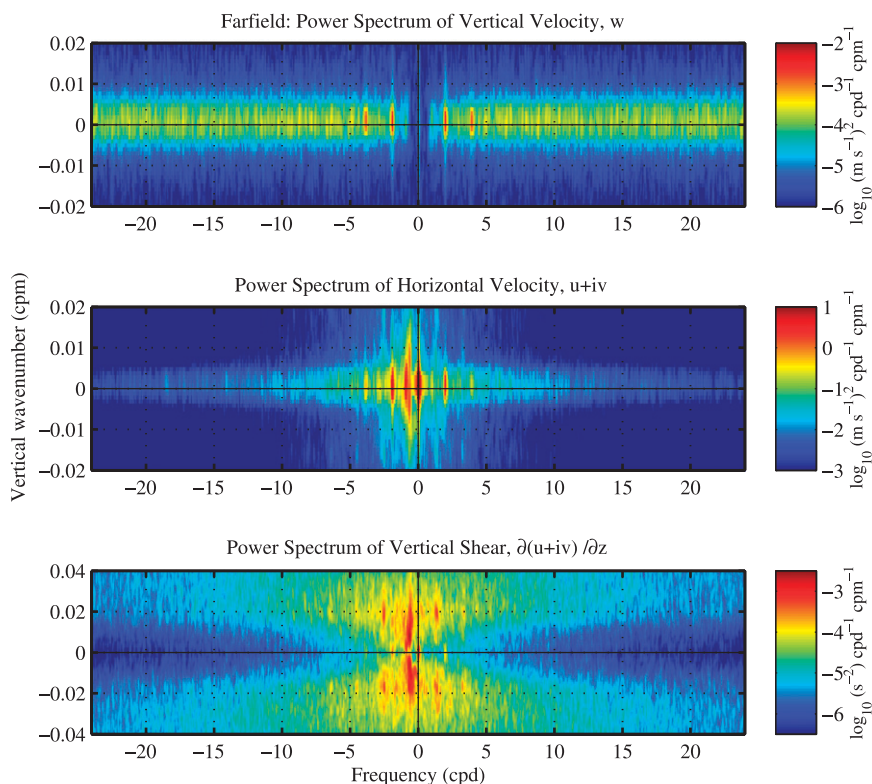 Farfield: Power Spectrum of Vertical Velocity, w
0.02
0.01
0
−0.01
−0.02
−20 −15 −10 −5 0 5 10 15 20
−2
−3
−4
−5
−6
log₁₀ (m s⁻¹)² cpd⁻¹ cpm⁻¹
Power Spectrum of Horizontal Velocity, u+iv
0.02
0.01
0
−0.01
−0.02
−20 −15 −10 −5 0 5 10 15 20
1
0
−1
−2
−3
log₁₀ (m s⁻¹)² cpd⁻¹ cpm⁻¹
Vertical wavenumber (cpm)
Power Spectrum of Vertical Shear, ∂(u+iv) /∂z
0.04
0.02
0
−0.02
−0.04
−20 −15 −10 −5 0 5 10 15 20
−3
−4
−5
−6
log₁₀ (s⁻²) cpd⁻¹ cpm⁻¹
Frequency (cpd)